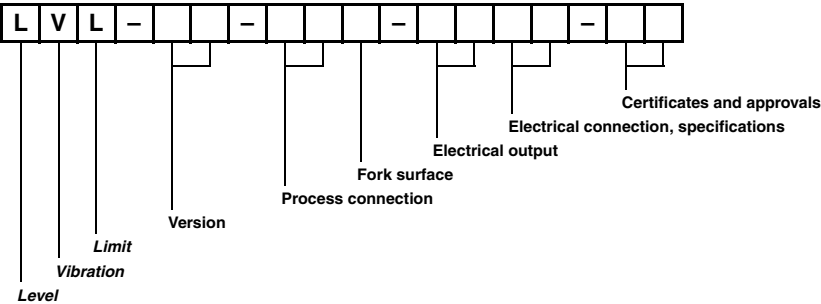 L V L – – – –
Certificates and approvals
Electrical connection, specifications
Electrical output
Fork surface
Process connection
Version
Limit
Vibration
Level